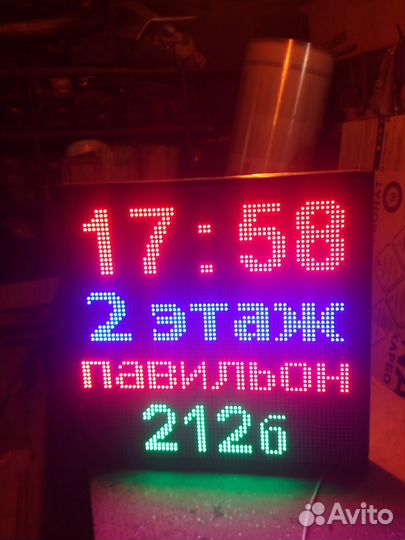 17:58
2 этаж
павильон
212б
Avito